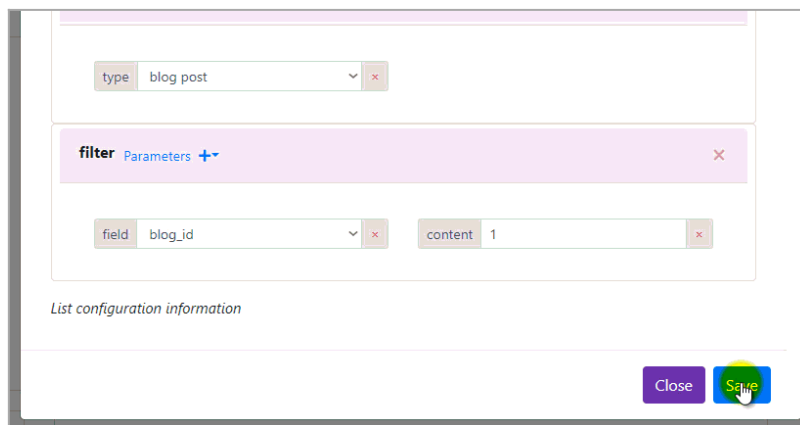 type blog post ×
filter Parameters +
field blog_id × content 1 ×
List configuration information
Close Save